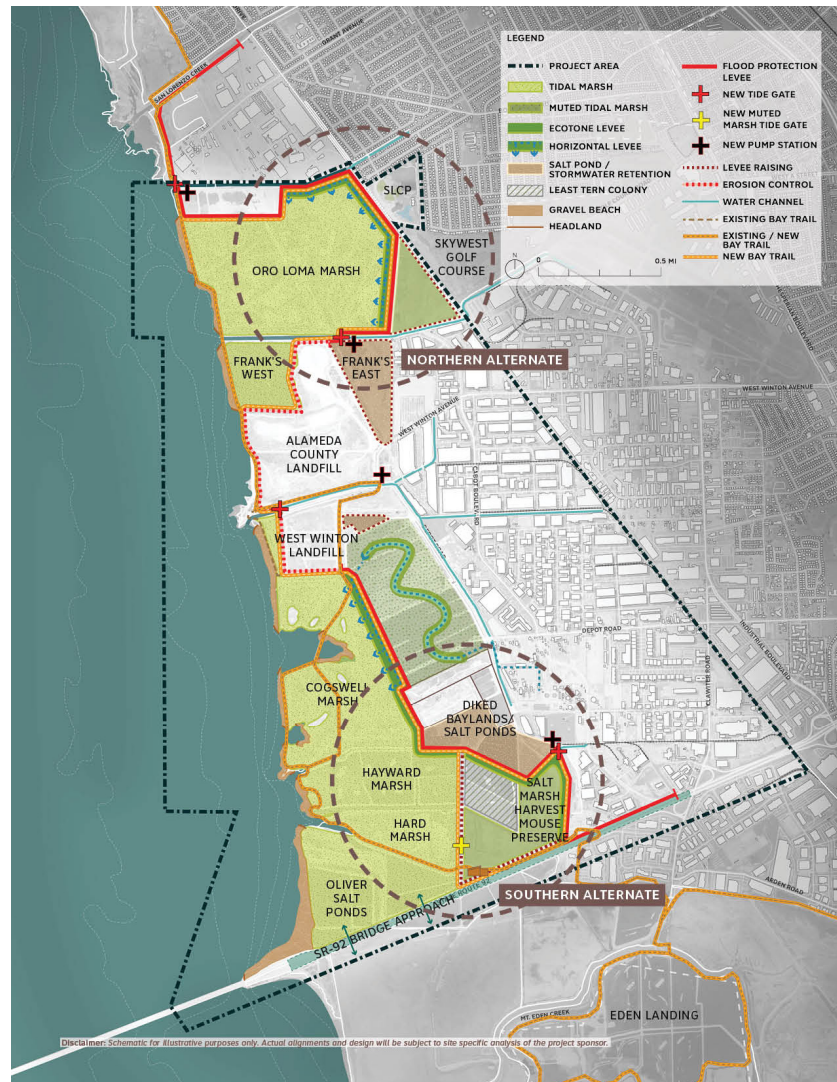 LEGEND
PROJECT AREA
TIDAL MARSH
MUTED TIDAL MARSH
ECOTONE LEVEE
HORIZONTAL LEVEE
SALT POND /
STORMWATER RETENTION
LEAST TERN COLONY
GRAVEL BEACH
HEADLAND
FLOOD PROTECTION
LEVEE
NEW TIDE GATE
NEW MUTED
MARSH TIDE GATE
NEW PUMP STATION
LEVEE RAISING
EROSION CONTROL
WATER CHANNEL
EXISTING BAY TRAIL
EXISTING / NEW
BAY TRAIL
NEW BAY TRAIL
0
0.5 MI
GRANT AVENUE
SAN LORENZO CREEK
SLCP
SKYWEST
GOLF
COURSE
ORO LOMA MARSH
FRANK'S
WEST
FRANK'S
EAST
NORTHERN ALTERNATE
WEST WINTON AVENUE
WEST WINTON AVENUE
ALAMEDA
COUNTY
LANDFILL
CABOT BOULEVARD
WEST WINTON
LANDFILL
DEPOT ROAD
CLAWITER ROAD
INDUSTRIAL BOULEVARD
COGSWELL
MARSH
DIKED
BAYLANDS/
SALT PONDS
HAYWARD
MARSH
HARD
MARSH
SALT
MARSH
HARVEST
MOUSE
PRESERVE
OLIVER
SALT
PONDS
SR-92 BRIDGE APPROACH
SOUTHERN ALTERNATE
ARDEN ROAD
MT. EDEN CREEK
EDEN LANDING
Disclaimer: Schematic for illustrative purposes only. Actual alignments and design will be subject to site specific analysis of the project sponsor.